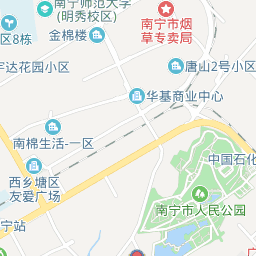 南宁师范大学
(明秀校区)
南宁市烟
草专卖局
金棉楼
区8栋
宇达花园小区
唐山2号小区
华基商业中心
南棉生活-一区
中国石化
西乡塘区
友爱广场
南宁市人民公园
宁站